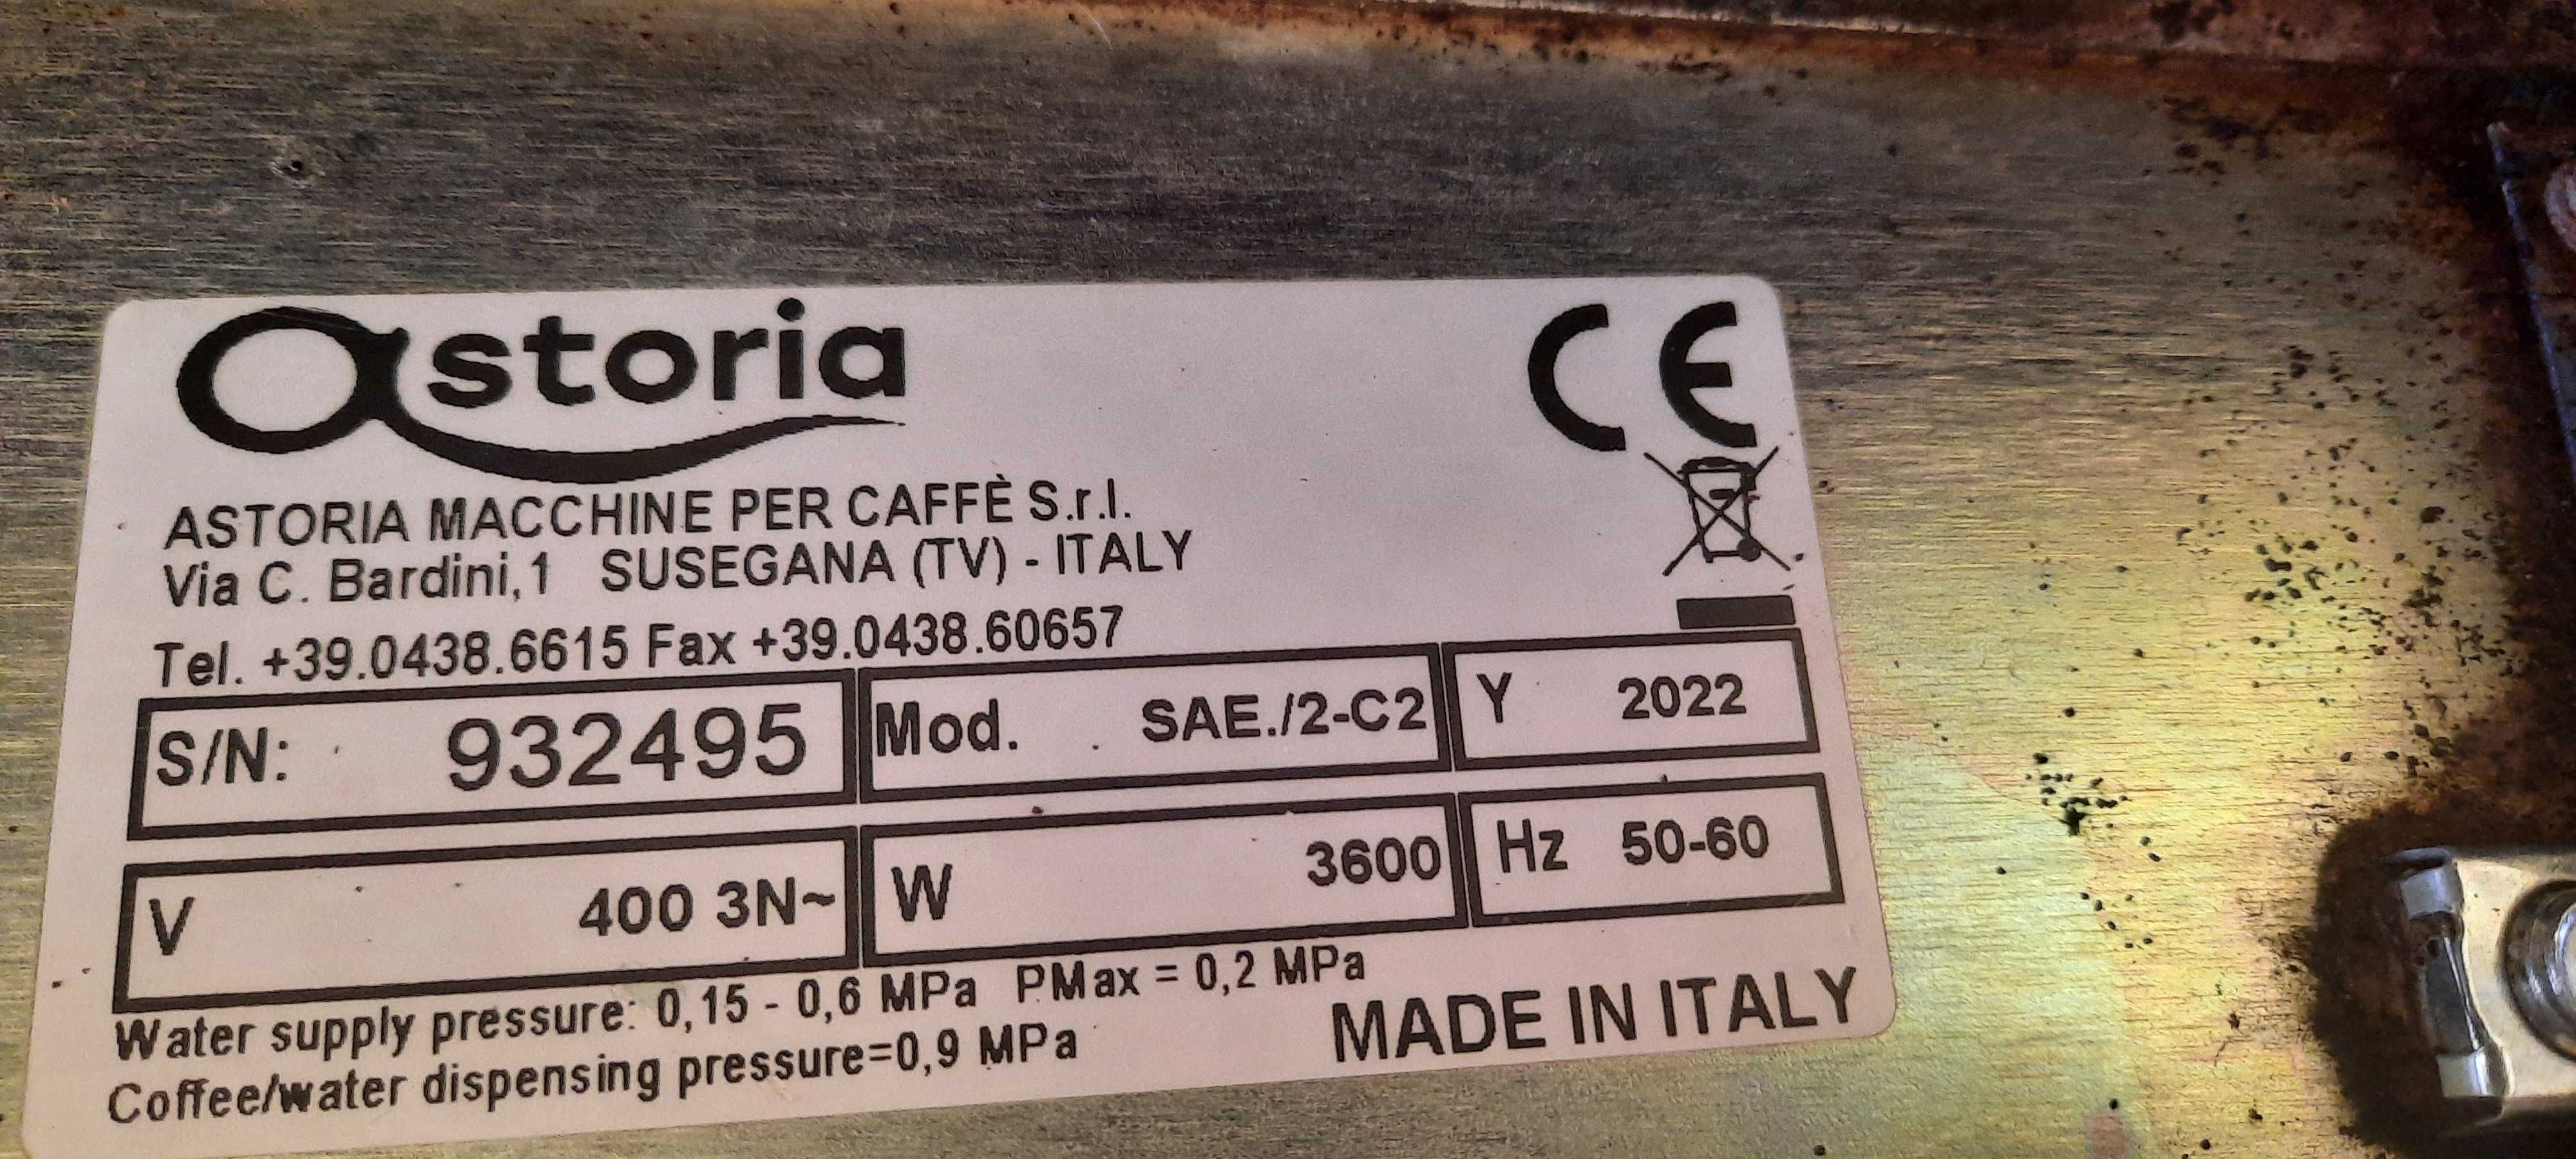 astoria
CE
ASTORIA MACCHINE PER CAFFÈ S.r.l.
Via C. Bardini,1 SUSEGANA (TV) - ITALY
Tel. +39.0438.6615 Fax +39.0438.60657
S/N: 932495 Mod. SAE./2-C2 Y 2022
V 400 3N~ W 3600 Hz 50-60
Water supply pressure: 0,15 - 0,6 MPa PMax = 0,2 MPa
Coffee/water dispensing pressure=0,9 MPa
MADE IN ITALY